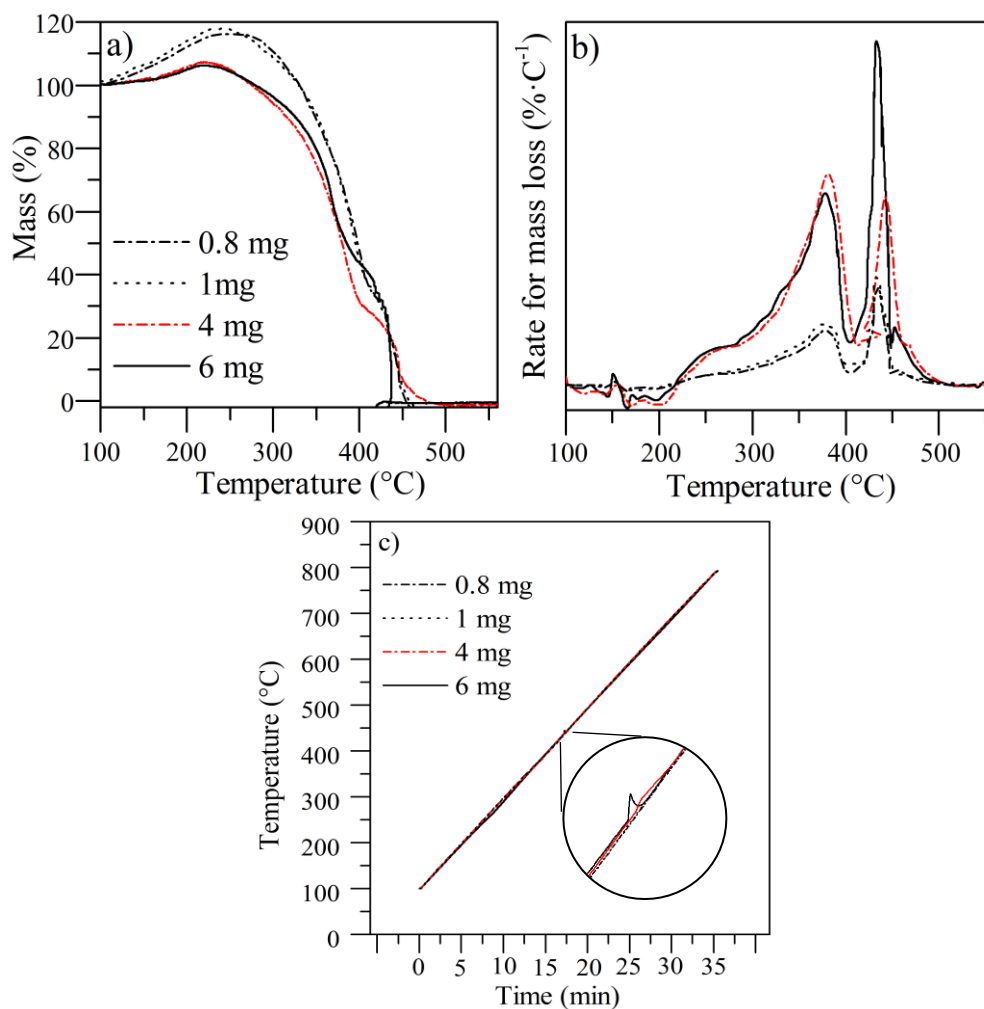 a)
120
100
80
60
40
20
0
Mass (%)
0.8 mg
1mg
4 mg
6 mg
100 200 300 400 500
Temperature (°C)
b)
Rate for mass loss (%·C⁻¹)
100 200 300 400 500
Temperature (°C)
c)
900
800
700
600
500
400
300
200
100
0
Temperature (°C)
0.8 mg
1 mg
4 mg
6 mg
0 5 10 15 20 25 30 35
Time (min)